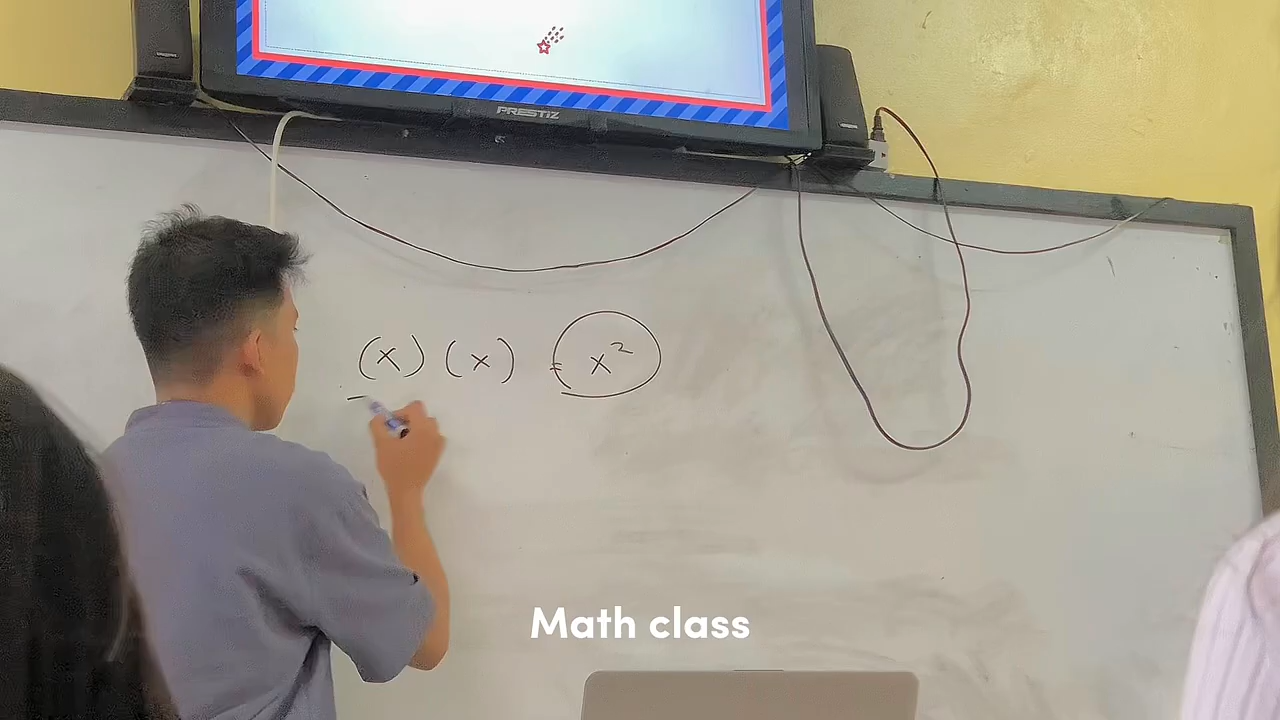 PRESTIZ
(x) (x) = x²
Math class